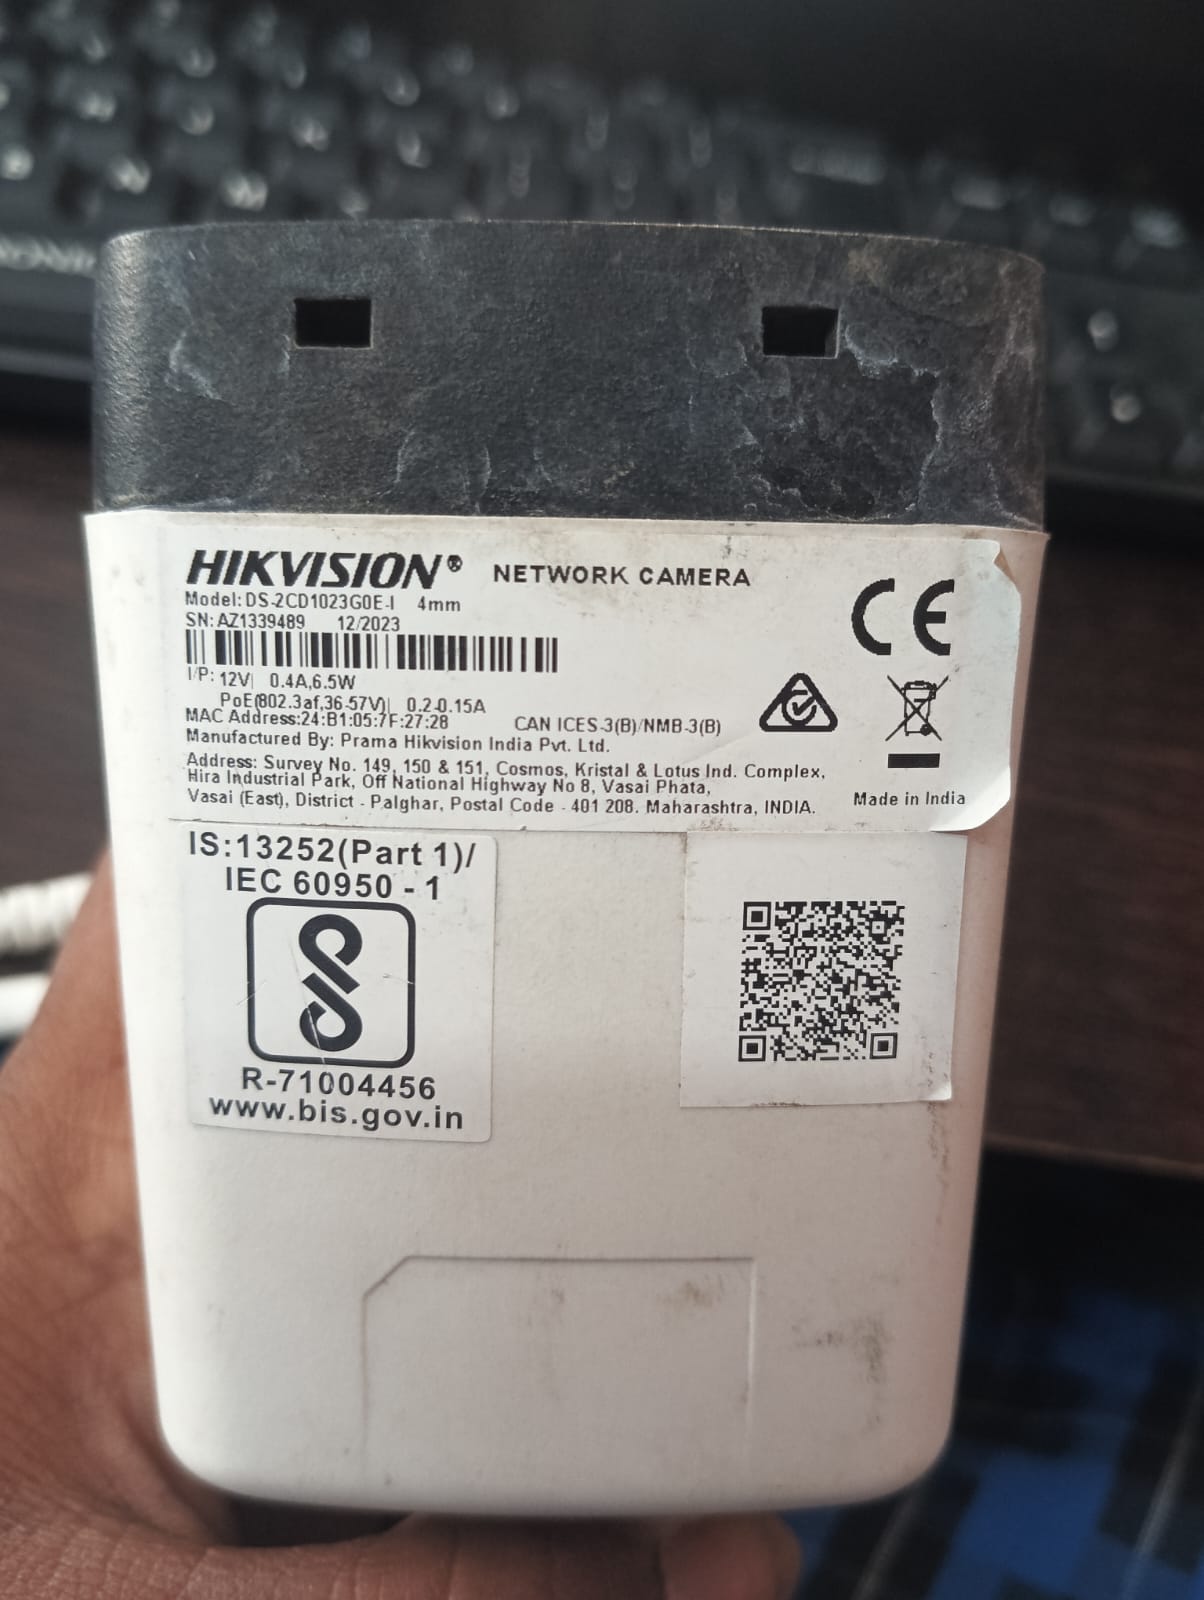 HIKVISION® NETWORK CAMERA
Model: DS-2CD1023G0E-I 4mm
SN: AZ1339489 12/2023
I/P: 12V 0.4A,6.5W
PoE(802.3af,36-57V) 0.2-0.15A
MAC Address:24:B1:05:7F:27:28 CAN ICES-3(B)/NMB-3(B)
Manufactured By: Prama Hikvision India Pvt. Ltd.
Address: Survey No. 149, 150 & 151, Cosmos, Kristal & Lotus Ind. Complex,
Hira Industrial Park, Off National Highway No 8, Vasai Phata,
Vasai (East), District - Palghar, Postal Code - 401 208. Maharashtra, INDIA.
CE
Made in India
IS:13252(Part 1)/
IEC 60950 - 1
R-71004456
www.bis.gov.in